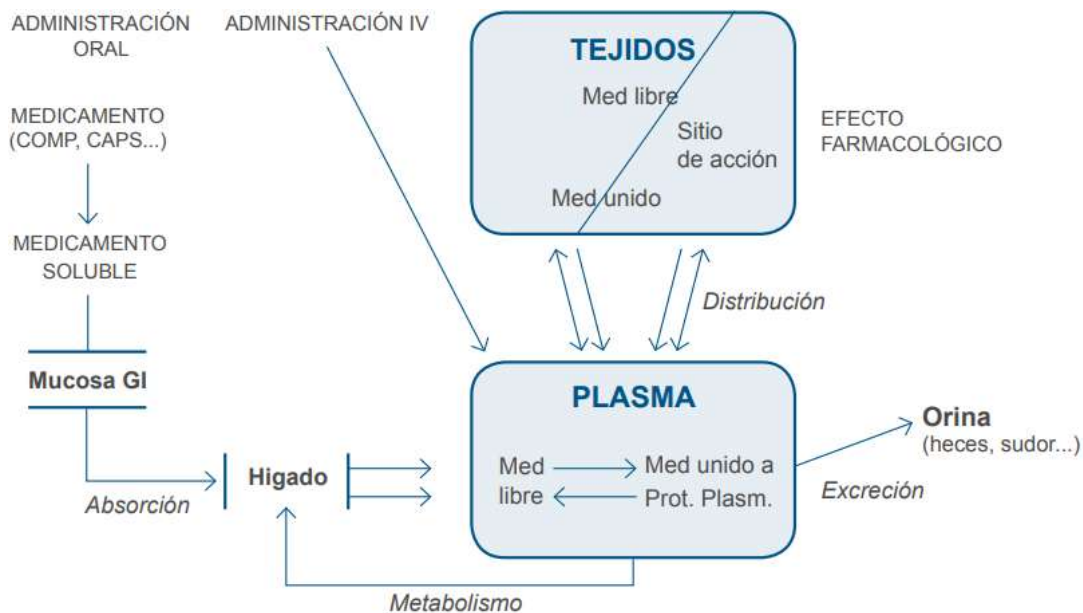 ADMINISTRACIÓN
ORAL
ADMINISTRACIÓN IV
MEDICAMENTO
(COMP, CAPS...)
MEDICAMENTO
SOLUBLE
Mucosa GI
Absorción
Higado
Metabolismo
TEJIDOS
Med libre
Sitio
de acción
Med unido
EFECTO
FARMACOLÓGICO
Distribución
PLASMA
Med
libre
Med unido a
Prot. Plasm.
Orina
(heces, sudor...)
Excreción